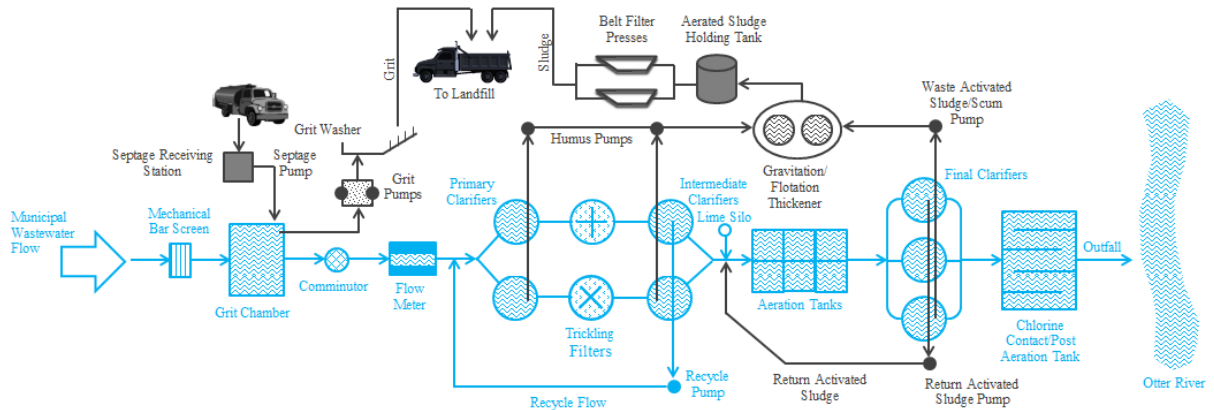 Belt Filter
Presses
Aerated Sludge
Holding Tank
Grit
Sludge
To Landfill
Waste Activated
Sludge/Scum
Pump
Grit Washer
Humus Pumps
Septage Receiving
Station
Septage
Pump
Grit
Pumps
Gravitation/
Flotation
Thickener
Primary
Clarifiers
Intermediate
Clarifiers
Lime Silo
Final Clarifiers
Municipal
Wastewater
Flow
Mechanical
Bar Screen
Outfall
Grit Chamber
Comminutor
Flow
Meter
Trickling
Filters
Aeration Tanks
Chlorine
Contact/Post
Aeration Tank
Recycle
Pump
Recycle Flow
Return Activated
Sludge
Return Activated
Sludge Pump
Otter River